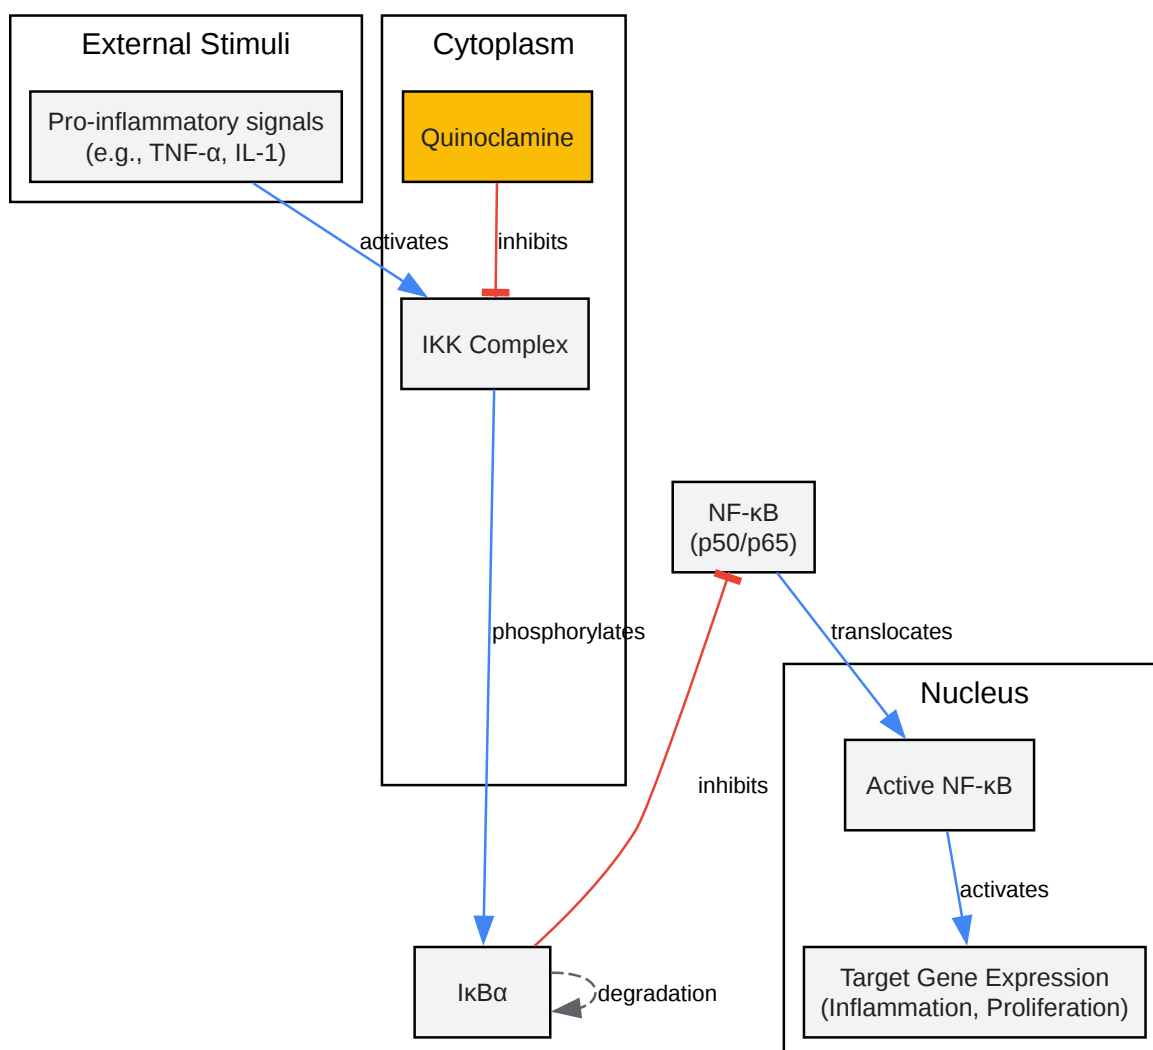 External Stimuli
Cytoplasm
Pro-inflammatory signals
(e.g., TNF-α, IL-1)
Quinoclamine
activates
inhibits
IKK Complex
NF-κB
(p50/p65)
phosphorylates
translocates
Nucleus
Active NF-κB
inhibits
activates
IκBα
degradation
Target Gene Expression
(Inflammation, Proliferation)